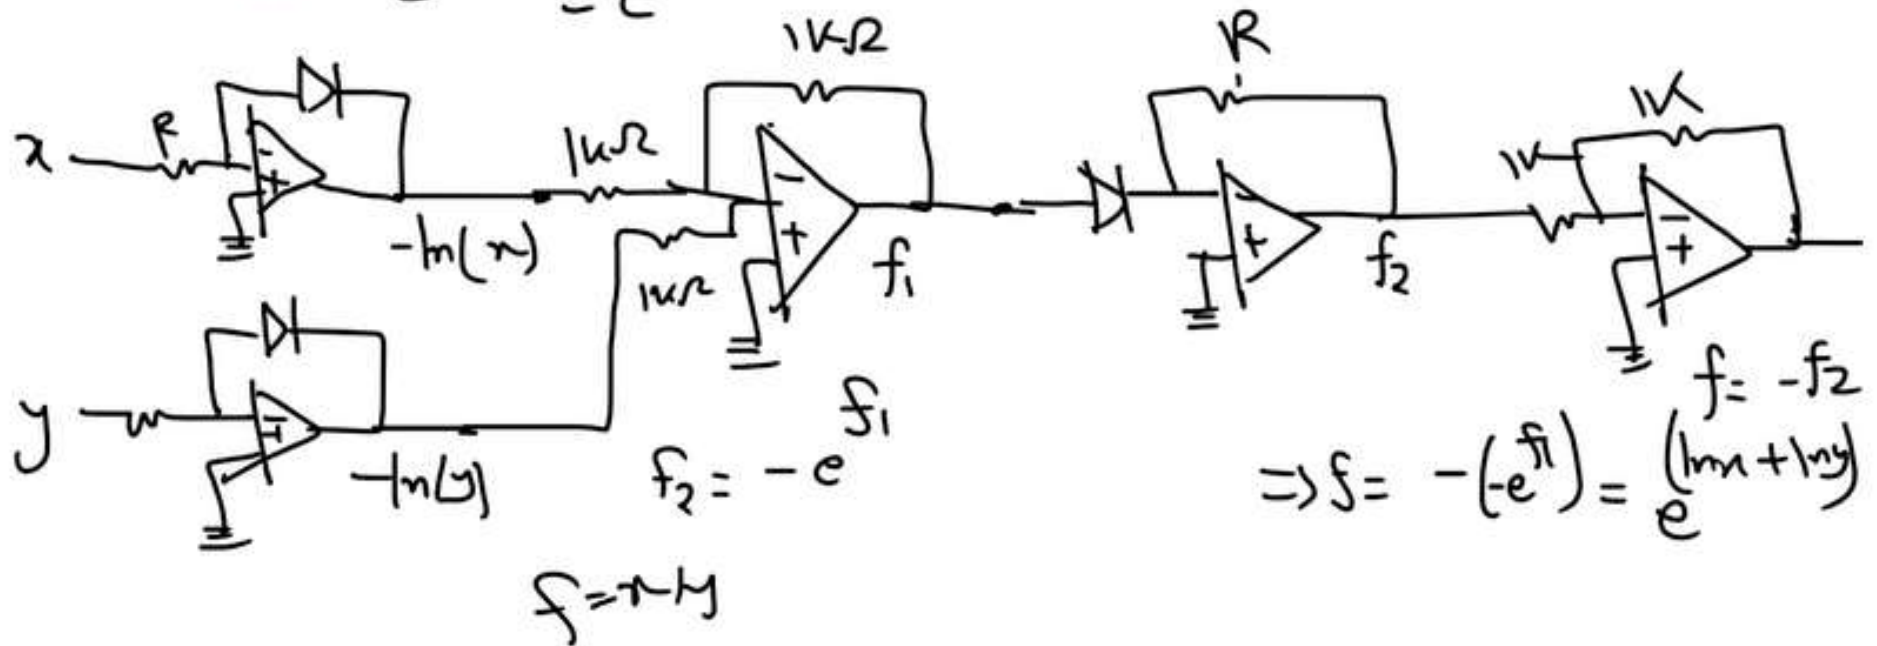 1KΩ
R
1K
x
R
1kΩ
1K
-
+
-
+
-
+
-
+
-ln(x)
1kΩ
f₁
f₂
y
-
+
-ln(y)
f₂ = -e^f₁
f = -f₂
⇒ f = -(-e^f₁) = e^(lnx + lny)